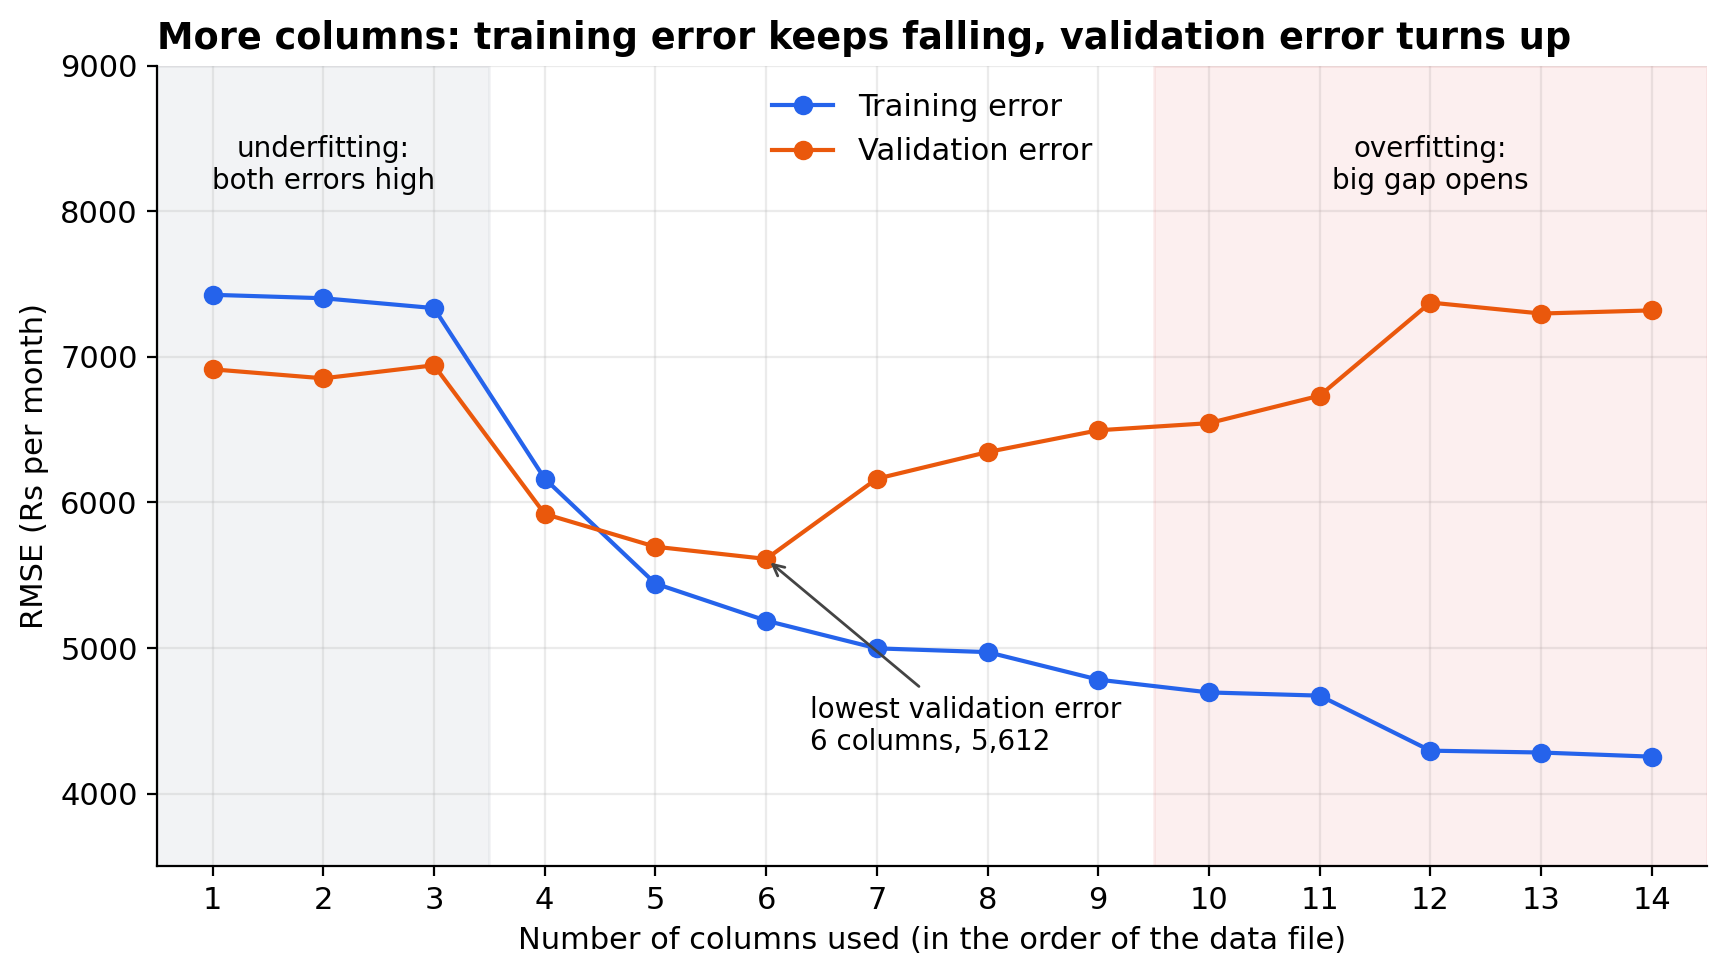 More columns: training error keeps falling, validation error turns up
Training error
Validation error
underfitting:
both errors high
overfitting:
big gap opens
lowest validation error
6 columns, 5,612
RMSE (Rs per month)
9000
8000
7000
6000
5000
4000
1 2 3 4 5 6 7 8 9 10 11 12 13 14
Number of columns used (in the order of the data file)